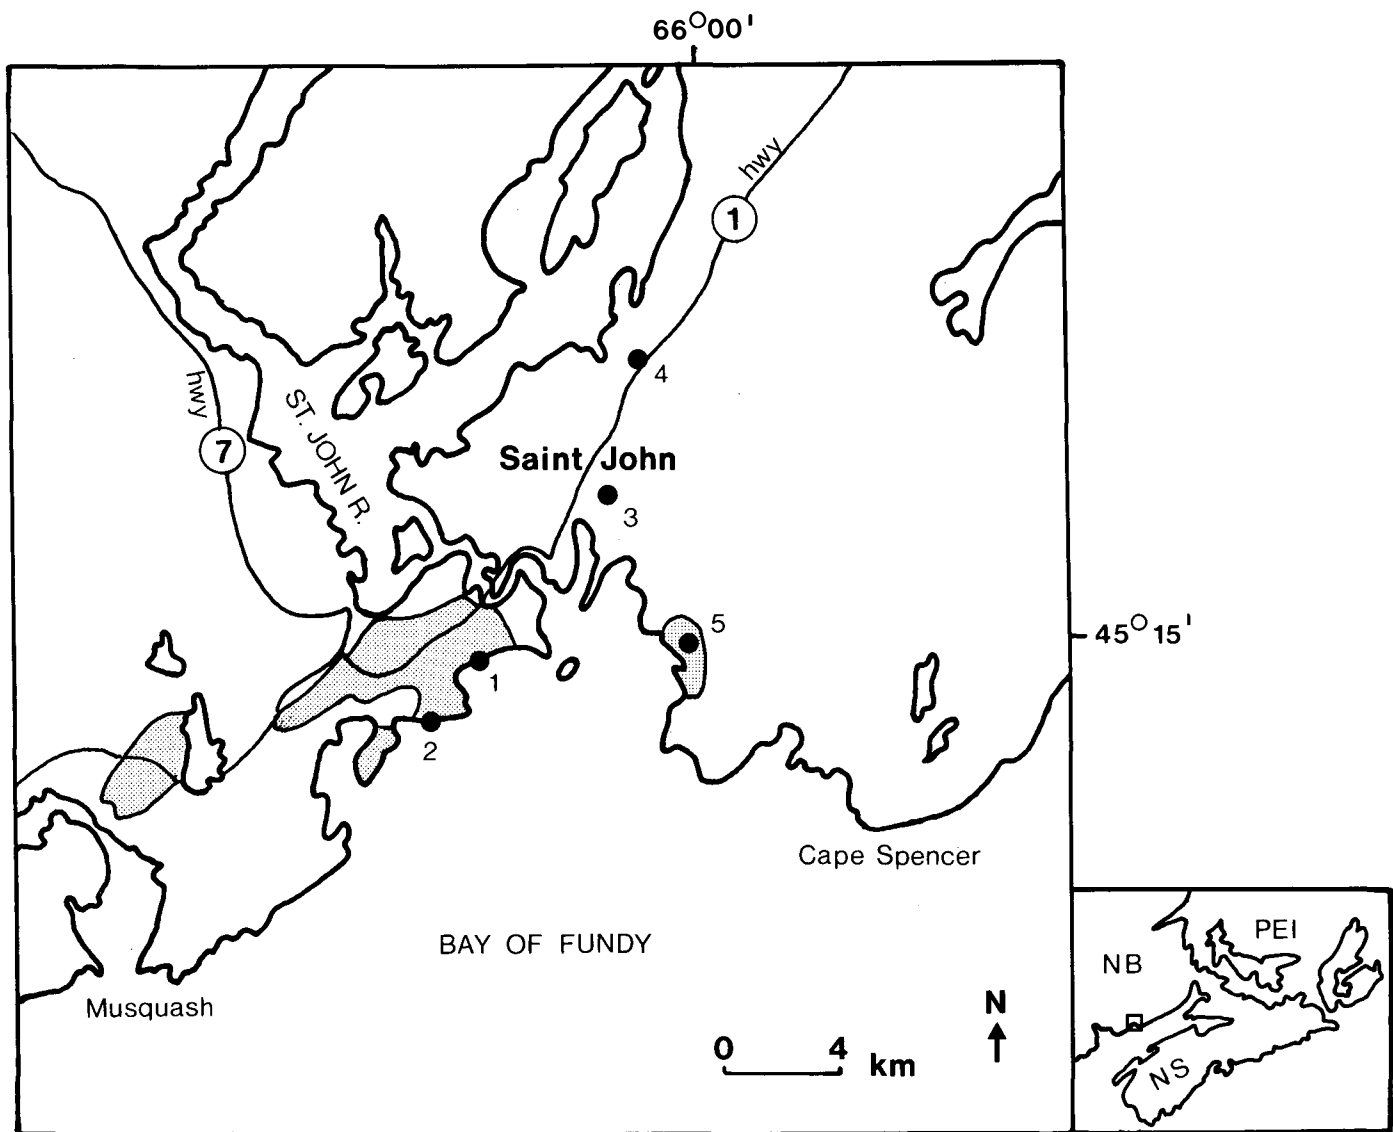 66°00'
hwy
1
hwy
7
ST. JOHN R.
4
Saint John
3
5
45°15'
1
2
Cape Spencer
BAY OF FUNDY
Musquash
N
0 4 km
PEI
NB
NS